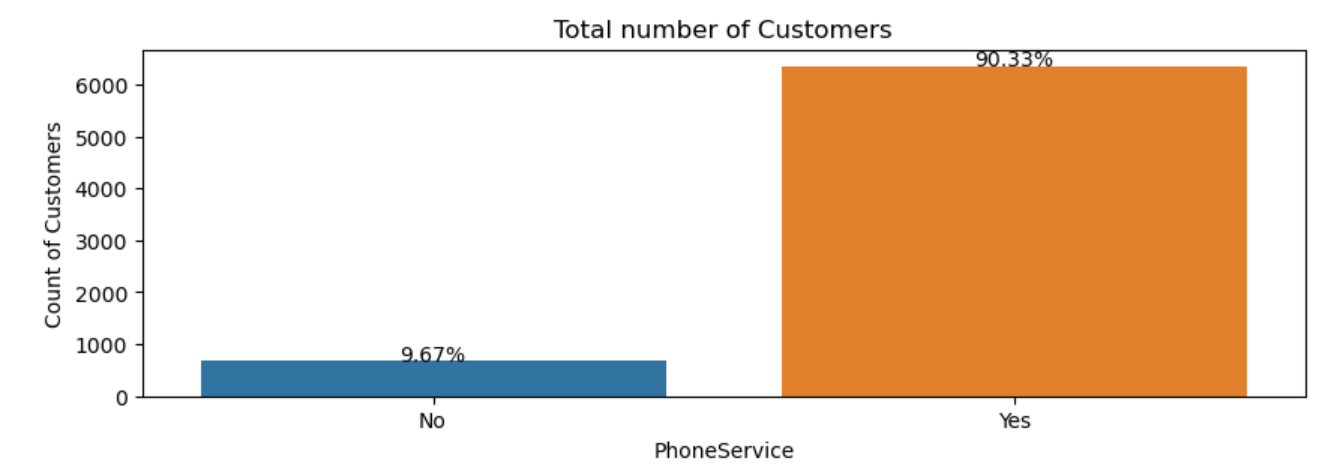 Total number of Customers
90.33%
6000
5000
4000
3000
2000
1000
0
Count of Customers
9.67%
No
Yes
PhoneService